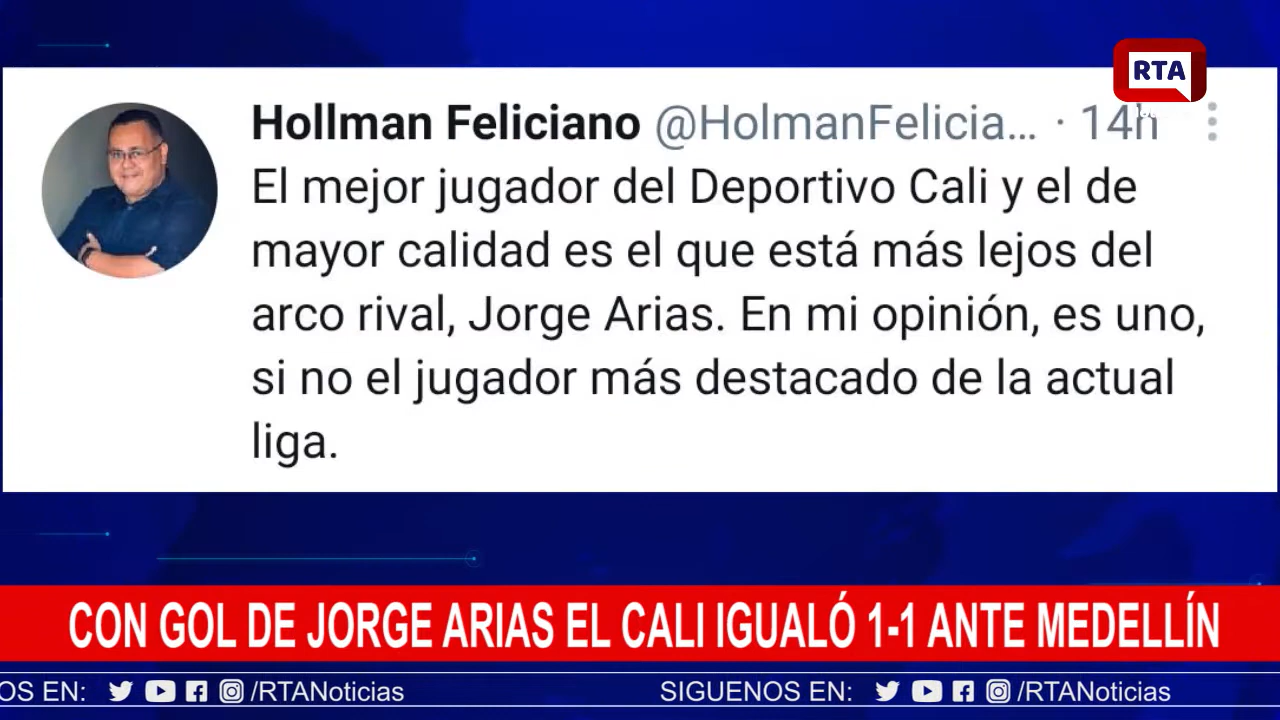 RTA
Hollman Feliciano @HolmanFelicia... · 14h
El mejor jugador del Deportivo Cali y el de
mayor calidad es el que está más lejos del
arco rival, Jorge Arias. En mi opinión, es uno,
si no el jugador más destacado de la actual
liga.
CON GOL DE JORGE ARIAS EL CALI IGUALÓ 1-1 ANTE MEDELLÍN
OS EN: /RTANoticias SIGUENOS EN: /RTANoticias